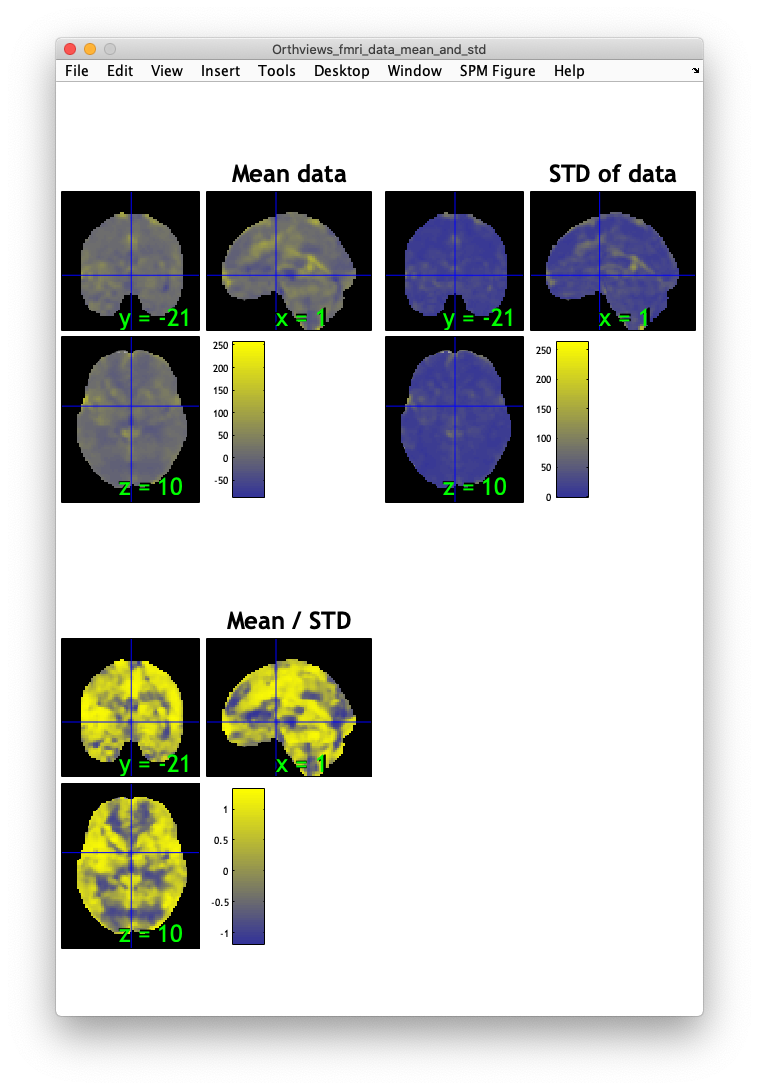 Orthviews_fmri_data_mean_and_std
File Edit View Insert Tools Desktop Window SPM Figure Help
Mean data
STD of data
y = -21
x = 1
y = -21
x = 1
z = 10
250
200
150
100
50
0
-50
z = 10
250
200
150
100
50
0
Mean / STD
y = -21
x = 1
z = 10
1
0.5
0
-0.5
-1